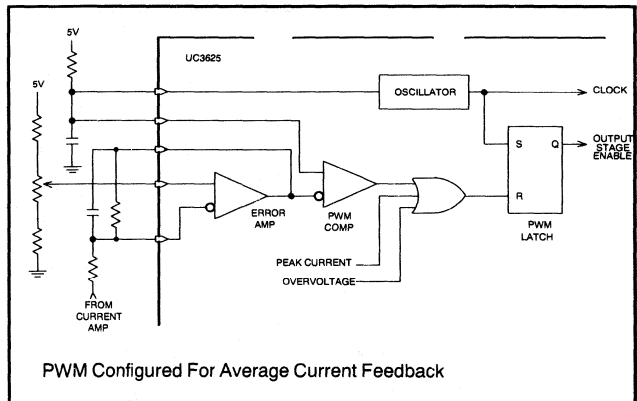 5V
UC3625
5V
OSCILLATOR
CLOCK
OUTPUT
STAGE
ENABLE
S
Q
R
ERROR
AMP
PWM
COMP
PWM
LATCH
PEAK CURRENT
OVERVOLTAGE
FROM
CURRENT
AMP
PWM Configured For Average Current Feedback